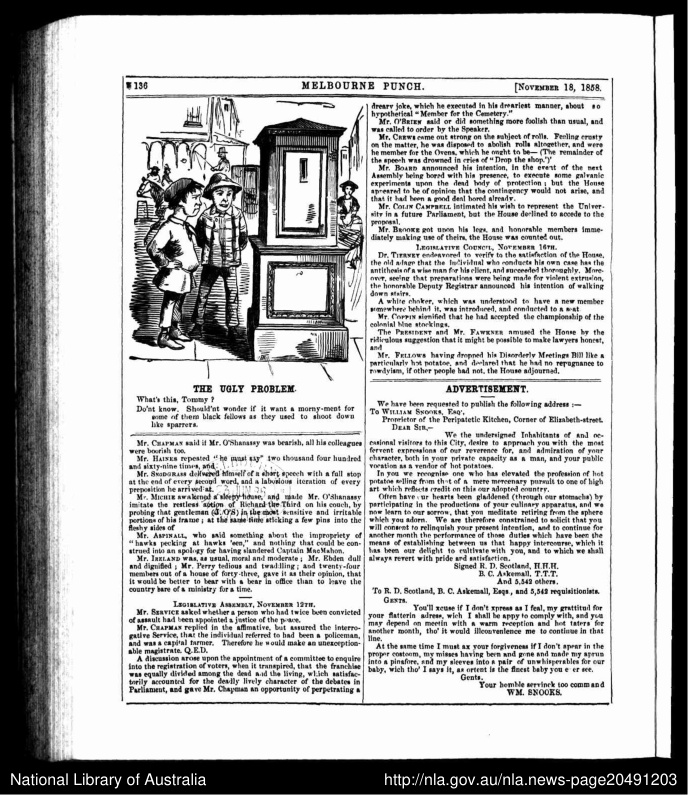 136
MELBOURNE PUNCH.
[NOVEMBER 18, 1858.
THE UGLY PROBLEM.
What's this, Tommy ?
Do'nt know. Should'nt wonder if it want a morny-ment for
some of them black fellows as they used to shoot down
like sparrers.
Mr. CHAPMAN said if Mr. O'Shanassy was bearish, all his colleagues
were boorish too.
Mr. HAINES repeated "he must say" two thousand four hundred
and sixty-nine times, and
Mr. SNODGRASS delivered himself of a short speech with a full stop
at the end of every second word, and a laborious iteration of every
preposition he arrived at.
Mr. MICHIE awakened a sleepy house, and made Mr. O'Shanassy
imitate the restless action of Richard the Third on his couch, by
probing that gentleman (J. O'S) in the most sensitive and irritable
portions of his frame ; at the same time sticking a few pins into the
fleshy sides of
Mr. ASPINALL, who said something about the impropriety of
"hawks pecking at hawks 'een," and nothing that could be con-
strued into an apology for having slandered Captain MacMahon.
Mr. IRELAND was, as usual, moral and moderate ; Mr. Ebden dull
and dignified ; Mr. Perry tedious and twaddling ; and twenty-four
members out of a house of forty-three, gave it as their opinion, that
it would be better to bear with a bear in office than to leave the
country bare of a ministry for a time.
LEGISLATIVE ASSEMBLY, NOVEMBER 12TH.
Mr. SERVICE asked whether a person who had twice been convicted
of assault had been appointed a justice of the peace.
Mr. CHAPMAN replied in the affirmative, but assured the interro-
gative Service, that the individual referred to had been a policeman,
and was a capital farmer. Therefore he would make an unexception-
able magistrate. Q.E.D.
A discussion arose upon the appointment of a committee to enquire
into the registration of voters, when it transpired, that the franchise
was equally divided among the dead and the living, which satisfac-
torily accounted for the deadly lively character of the debates in
Parliament, and gave Mr. Chapman an opportunity of perpetrating a
dreary joke, which he executed in his dreariest manner, about so
hypothetical "Member for the Cemetery."
Mr. O'BRIEN said or did something more foolish than usual, and
was called to order by the Speaker.
Mr. CREWS came out strong on the subject of rolls. Feeling crusty
on the matter, he was disposed to abolish rolls altogether, and were
he member for the Ovens, which he ought to be— (The remainder of
the speech was drowned in cries of "Drop the shop.")'
Mr. BOARD announced his intention, in the event of the next
Assembly being bored with his presence, to execute some galvanic
experiments upon the dead body of protection ; but the House
appeared to be of opinion that the contingency would not arise, and
that it had been a good deal bored already.
Mr. COLIN CAMPBELL intimated his wish to represent the Univer-
sity in a future Parliament, but the House declined to accede to the
proposal.
Mr. BROOKE got upon his legs, and honorable members imme-
diately making use of theirs, the House was counted out.
LEGISLATIVE COUNCIL, NOVEMBER 16TH.
Dr. TIERNEY endeavored to verify to the satisfaction of the House,
the old adage that the individual who conducts his own case has the
antithesis of a wise man for his client, and succeeded thoroughly. More-
over, seeing that preparations were being made for violent extrusion,
the honorable Deputy Registrar announced his intention of walking
down stairs.
A white choker, which was understood to have a new member
somewhere behind it, was introduced, and conducted to a seat.
Mr. COPPIN signified that he had accepted the championship of the
colonial blue stockings.
The PRESIDENT and Mr. FAWKNER amused the House by the
ridiculous suggestion that it might be possible to make lawyers honest,
and
Mr. FELLOWS having dropped his Disorderly Meetings Bill like a
particularly hot potatoe, and declared that he had no repugnance to
rowdyism, if other people had not, the House adjourned.
ADVERTISEMENT.
We have been requested to publish the following address :—
To WILLIAM SNOOKS, ESQ.,
Proprietor of the Peripatetic Kitchen, Corner of Elizabeth-street.
DEAR SIR,—
We the undersigned Inhabitants of and oc-
casional visitors to this City, desire to approach you with the most
fervent expressions of our reverence for, and admiration of your
character, both in your private capacity as a man, and your public
vocation as a vendor of hot potatoes.
In you we recognise one who has elevated the profession of hot
potatoe selling from that of a mere mercenary pursuit to one of high
art which reflects credit on this our adopted country.
Often have our hearts been gladdened (through our stomachs) by
participating in the productions of your culinary apparatus, and we
now learn to our sorrow, that you meditate retiring from the sphere
which you adorn. We are therefore constrained to solicit that you
will consent to relinquish your present intention, and to continue for
another month the performance of those duties which have been the
means of establishing between us that happy intercourse, which it
has been our delight to cultivate with you, and to which we shall
always revert with pride and satisfaction.
Signed R. D. Scotland, H.H.H.
B. C. Askemall, T.T.T.
And 5,542 others.
To R. D. Scotland, B. C. Askemall, Esqs., and 5,542 requisitionists.
GENTS.
You'll xcuse if I don't xpress as I feel, my grattitud for
your flatterin adress, wich I shall be appy to comply with, and you
may depend on meetin with a warm reception and hot taters for
another month, tho' it would illconvenience me to continue in that
line.
At the same time I must ax your forgiveness if I don't apear in the
proper costoom, my misses having been and gone and made my aprun
into a pinafore, and my sleeves into a pair of unwhisperables for our
baby, wich tho' I says it, as ortent is the finest baby you ever see.
Gents.
Your homble servinck too command
WM. SNOOKS.
National Library of Australia
http://nla.gov.au/nla.news-page20491203